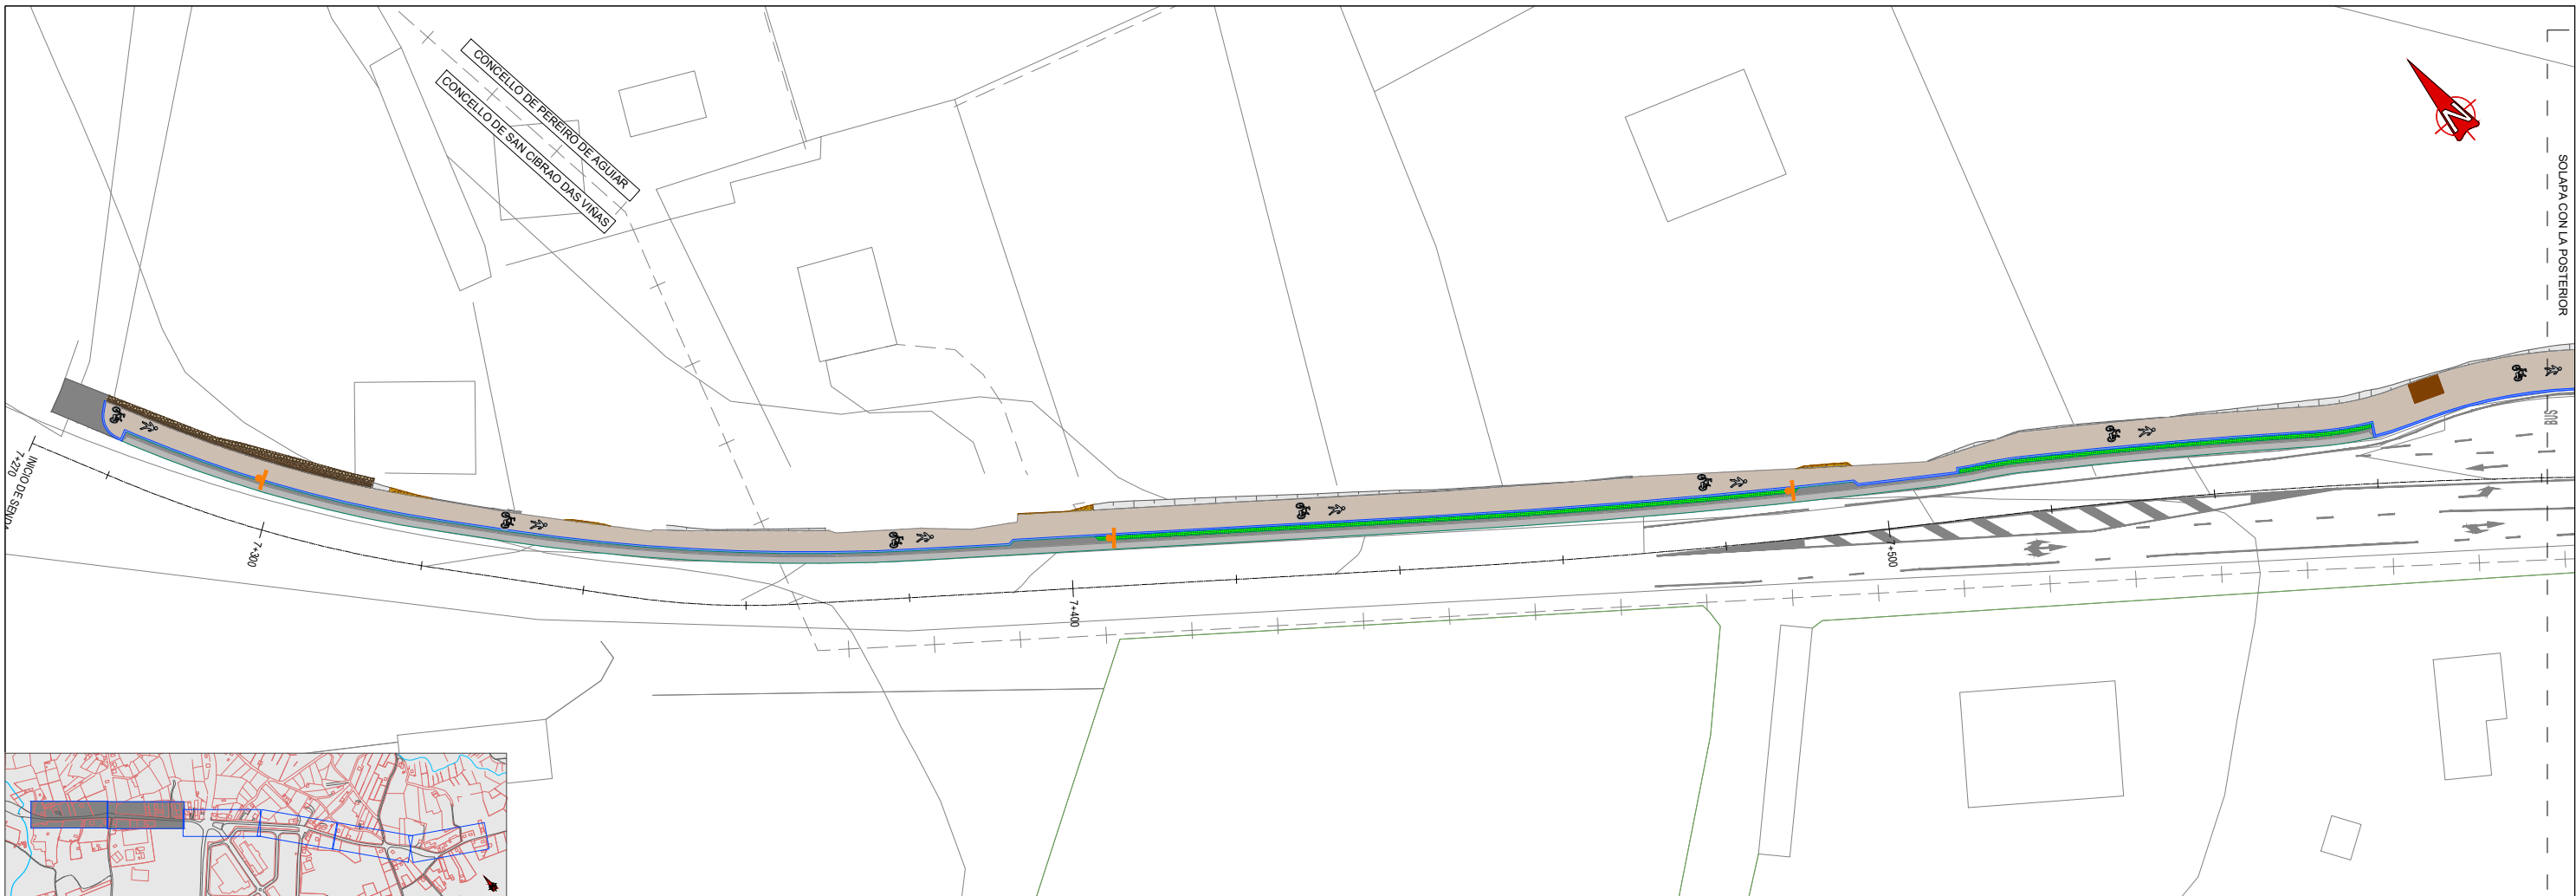 CONCELLO DE PEREIRO DE AGUIAR
CONCELLO DE SAN CIBRAO DAS VIÑAS
N
SOLAPA CON LA POSTERIOR
BUS
INICIO DE SENDA
7+270
7+300
7+400
7+500